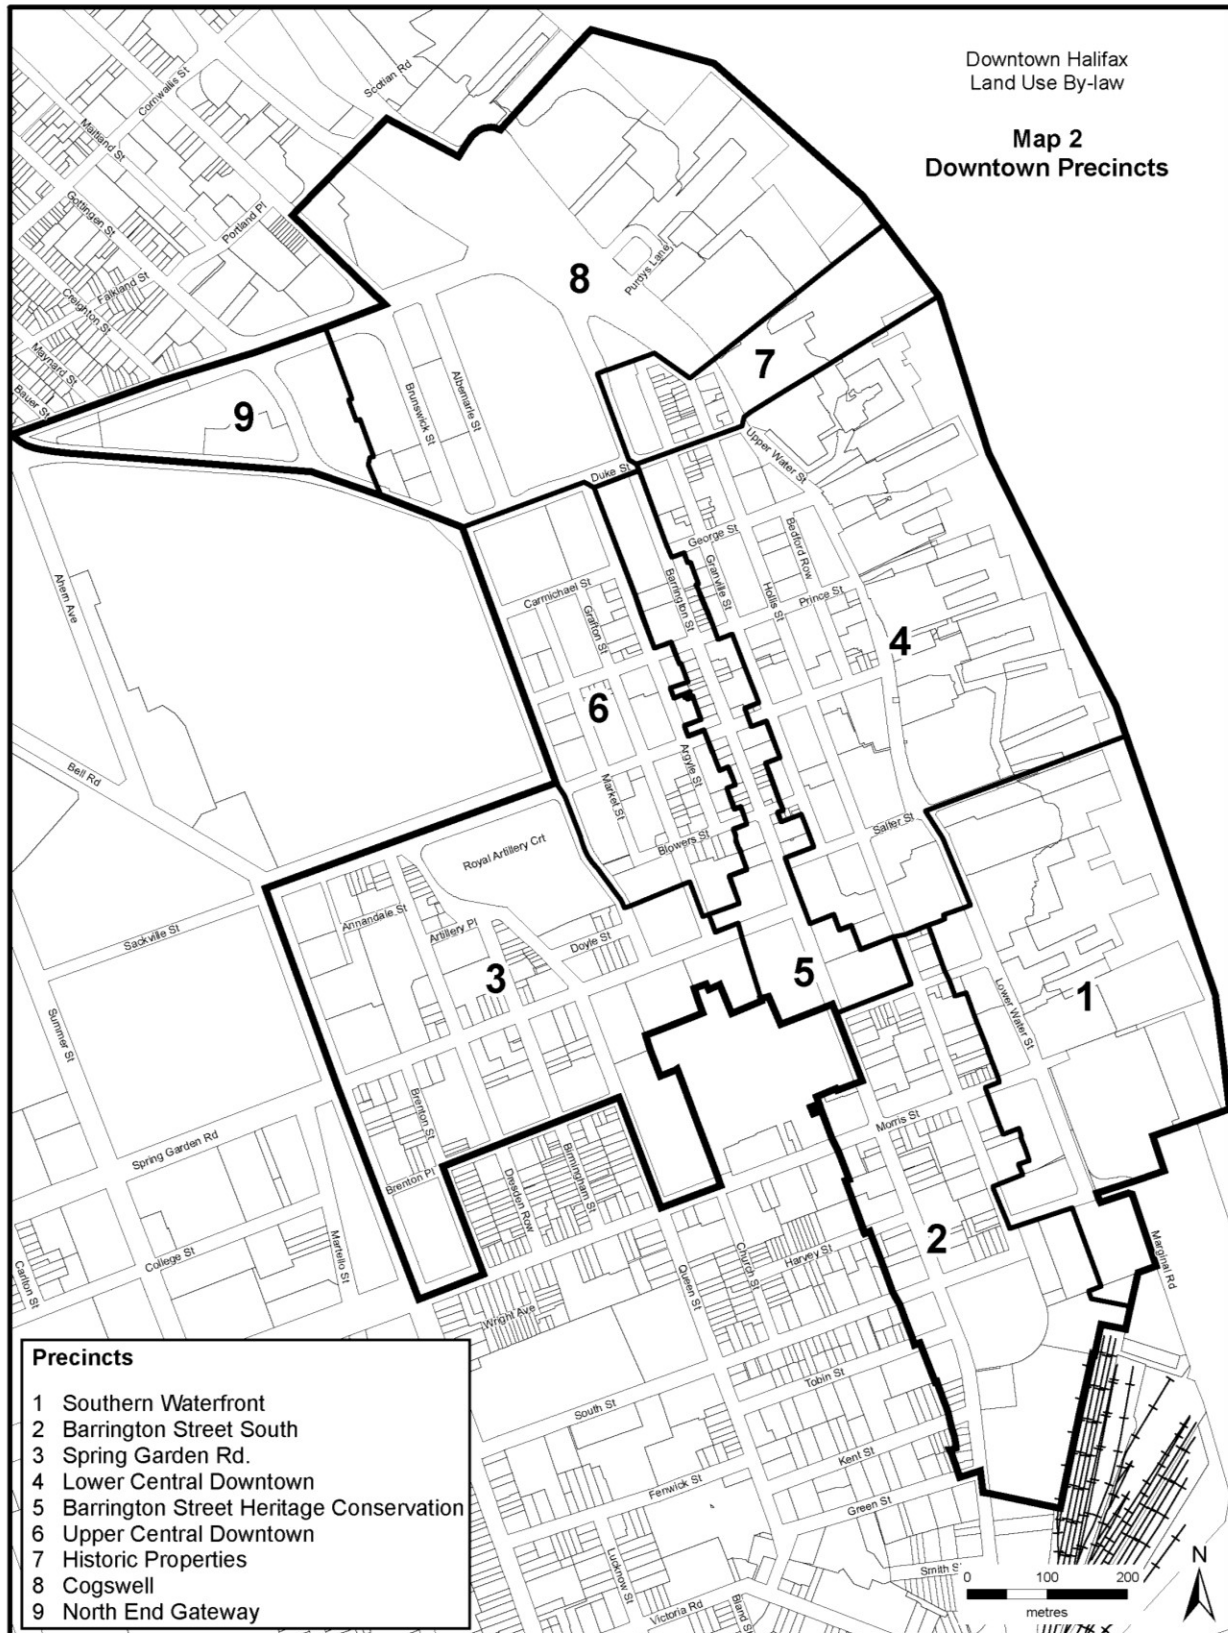 Downtown Halifax
Land Use By-law
Map 2
Downtown Precincts
Scotian Rd
Cornwallis St
Maitland St
Gottingen St
Portland Pl
Falkland St
Creighton St
Maynard St
Bauer St
Purdys Lane
8
7
9
Brunswick St
Albemarle St
Duke St
Upper Water St
George St
Bedford Row
Barrington St
Granville St
Hollis St
Prince St
Carmichael St
Grafton St
Ahern Ave
4
6
Bell Rd
Market St
Argyle St
Blowers St
Salter St
Royal Artillery Crt
Annandale St
Artillery Pl
Doyle St
Sackville St
3
5
1
Lower Water St
Summer St
Brenton St
Morris St
Spring Garden Rd
Brenton Pl
Birmingham St
Dresden Row
2
College St
Martello St
Carlton St
Church St
Harvey St
Queen St
Marginal Rd
Wright Ave
Tobin St
South St
Kent St
Fenwick St
Green St
Lucknow St
Smith S
Victoria Rd
Bland S
Precincts
1 Southern Waterfront
2 Barrington Street South
3 Spring Garden Rd.
4 Lower Central Downtown
5 Barrington Street Heritage Conservation
6 Upper Central Downtown
7 Historic Properties
8 Cogswell
9 North End Gateway
0 100 200
metres
N